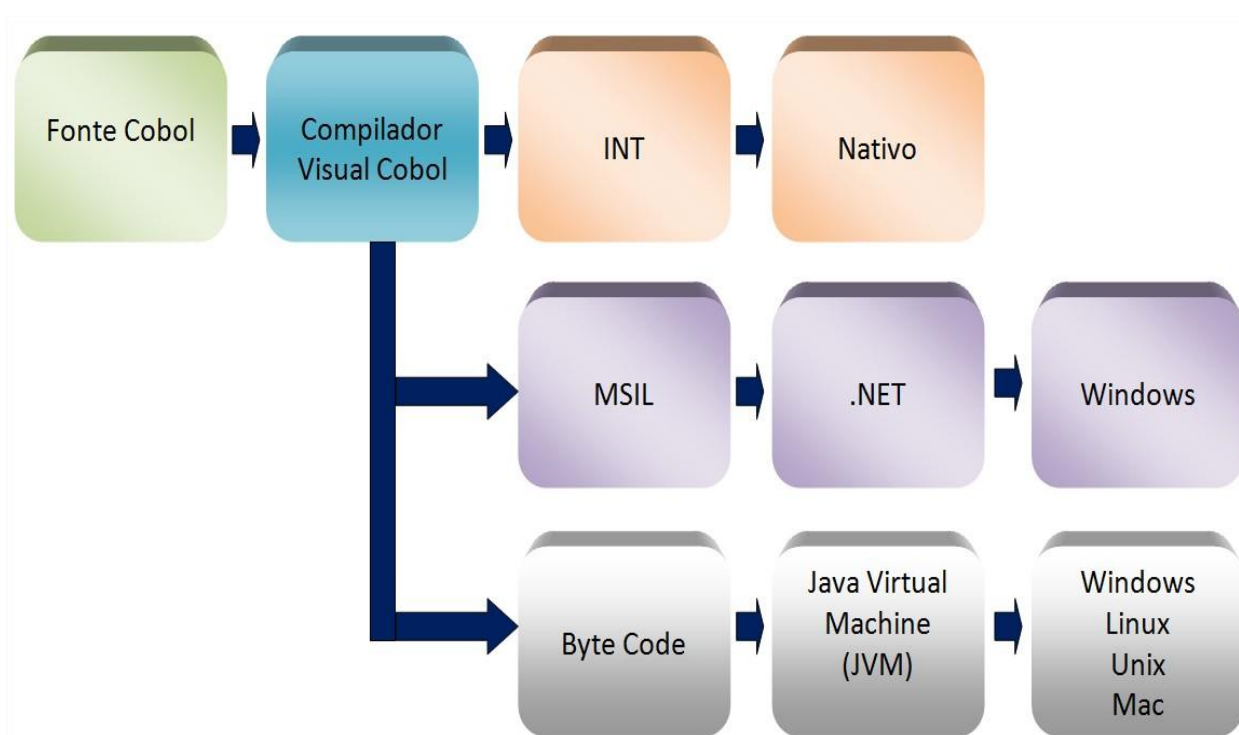 Fonte Cobol
Compilador
Visual Cobol
INT
Nativo
MSIL
.NET
Windows
Byte Code
Java Virtual
Machine
(JVM)
Windows
Linux
Unix
Mac